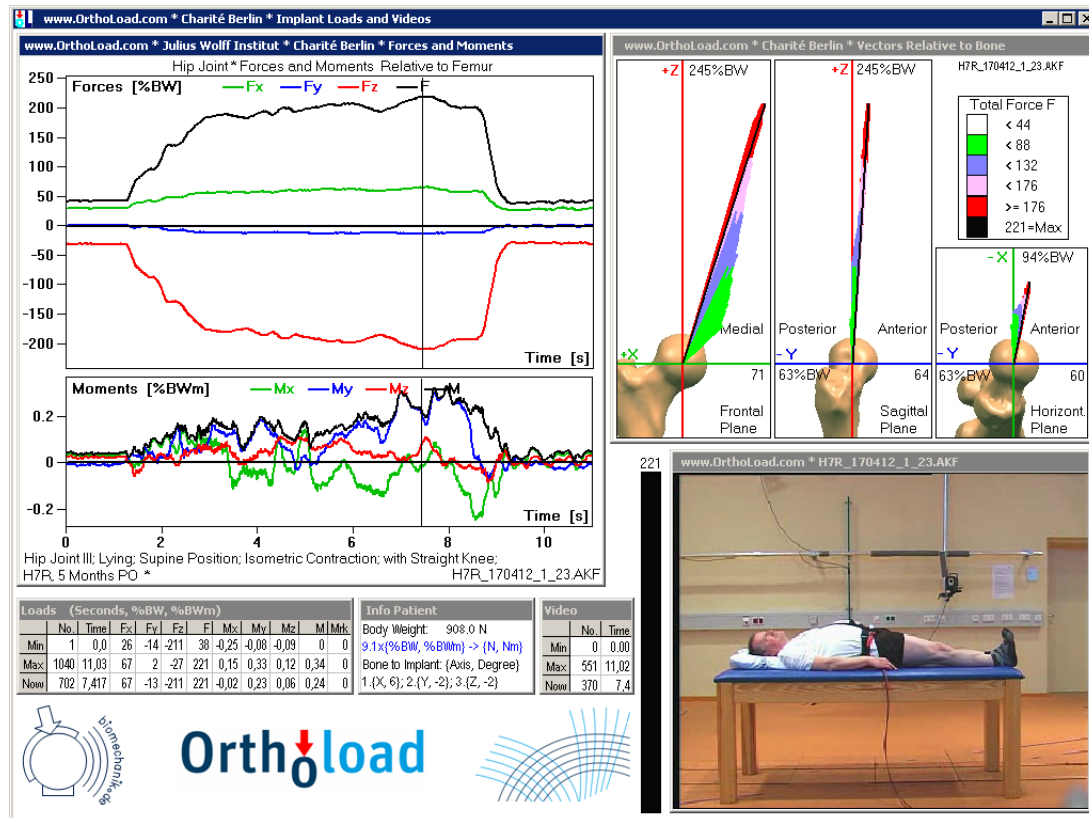 www.OrthoLoad.com * Charité Berlin * Implant Loads and Videos
www.OrthoLoad.com * Julius Wolff Institut * Charité Berlin * Forces and Moments
Hip Joint * Forces and Moments Relative to Femur
Forces [%BW] Fx Fy Fz F
250
200
150
100
50
0
-50
-100
-150
-200
Time [s]
Moments [%BWm] Mx My Mz M
0.2
0
-0.2
Time [s]
0 2 4 6 8 10
Hip Joint III; Lying; Supine Position; Isometric Contraction; with Straight Knee;
H7R, 5 Months PO * H7R_170412_1_23.AKF
www.OrthoLoad.com * Charité Berlin * Vectors Relative to Bone
+Z 245%BW
+X
Medial
71
Frontal
Plane
+Z 245%BW
Posterior Anterior
-Y
63%BW 64
Sagittal
Plane
H7R_170412_1_23.AKF
Total Force F
< 44
< 88
< 132
< 176
>= 176
221=Max
-X 94%BW
Posterior Anterior
-Y
63%BW 60
Horizont.
Plane
Loads (Seconds, %BW, %BWm)
No. Time Fx Fy Fz F Mx My Mz M Mrk
Min 1 0,0 26 -14 -211 38 -0,25 -0,08 -0,09 0 0
Max 1040 11,03 67 2 -27 221 0,15 0,33 0,12 0,34 0
Now 702 7,417 67 -13 -211 221 -0,02 0,23 0,06 0,24 0
Info Patient
Body Weight: 908.0 N
9.1x{%BW, %BWm} -> {N, Nm}
Bone to Implant: {Axis, Degree}
1.{X, 6}; 2.{Y, -2}; 3.{Z, -2}
Video
No. Time
Min 0 0.00
Max 551 11,02
Now 370 7,4
221
www.OrthoLoad.com * H7R_170412_1_23.AKF
biomechanik.de
Orthoload